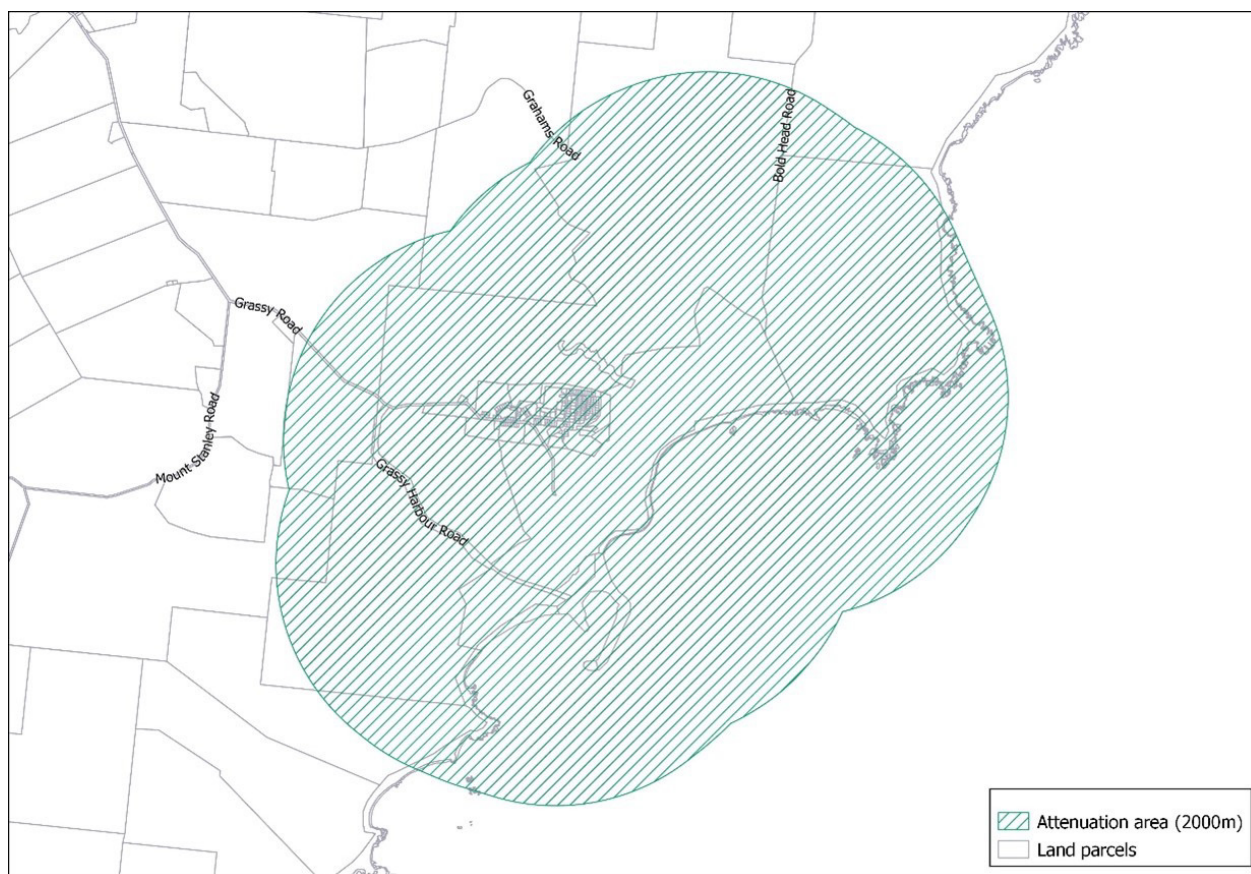 Grahams Road
Bold Head Road
Grassy Road
Mount Stanley Road
Grassy Harbour Road
Attenuation area (2000m)
Land parcels